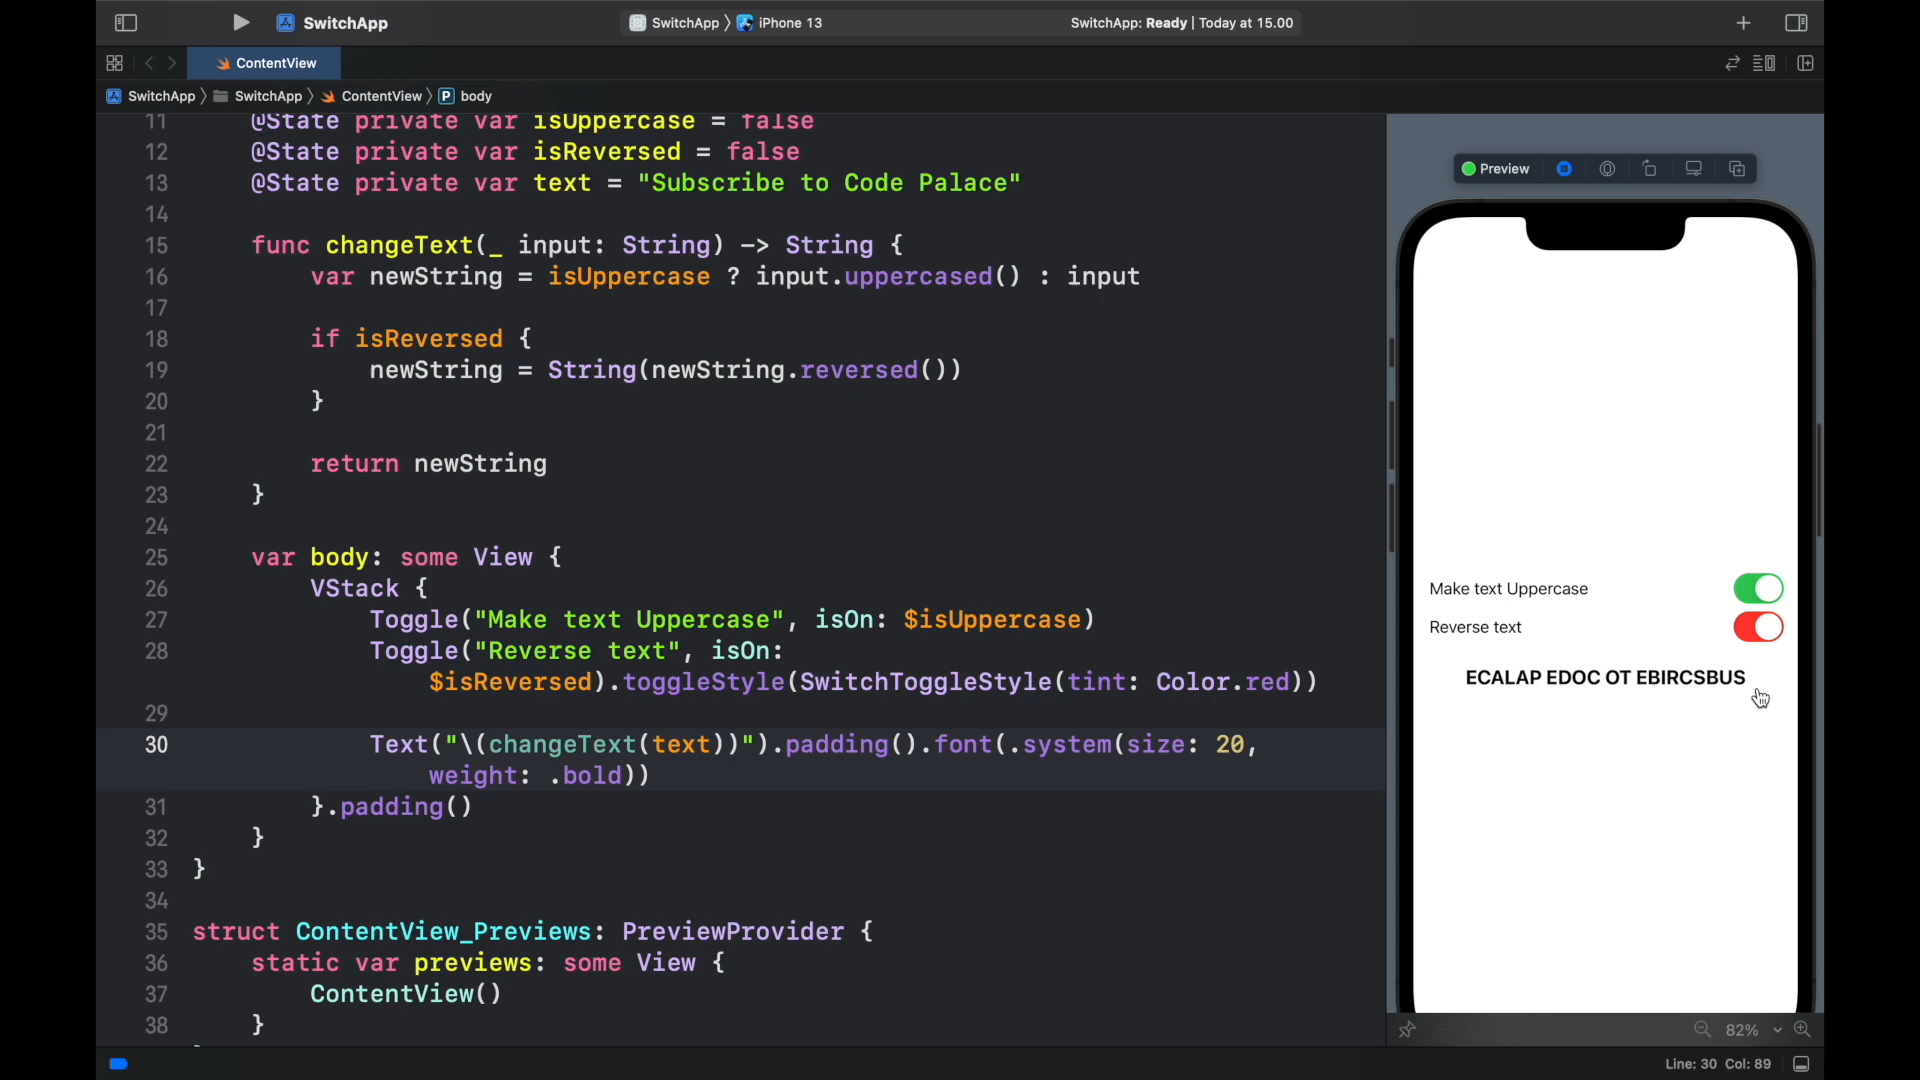 SwitchApp
SwitchApp 〉 iPhone 13
SwitchApp: Ready | Today at 15.00
ContentView
SwitchApp 〉 SwitchApp 〉 ContentView 〉 P body
11 @State private var isUppercase = false
12 @State private var isReversed = false
13 @State private var text = "Subscribe to Code Palace"
14
15 func changeText(_ input: String) -> String {
16 var newString = isUppercase ? input.uppercased() : input
17
18 if isReversed {
19 newString = String(newString.reversed())
20 }
21
22 return newString
23 }
24
25 var body: some View {
26 VStack {
27 Toggle("Make text Uppercase", isOn: $isUppercase)
28 Toggle("Reverse text", isOn:
$isReversed).toggleStyle(SwitchToggleStyle(tint: Color.red))
29
30 Text("\(changeText(text))").padding().font(.system(size: 20,
weight: .bold))
31 }.padding()
32 }
33 }
34
35 struct ContentView_Previews: PreviewProvider {
36 static var previews: some View {
37 ContentView()
38 }
Preview
Make text Uppercase
Reverse text
ECALAP EDOC OT EBIRCSBUS
82%
Line: 30 Col: 89